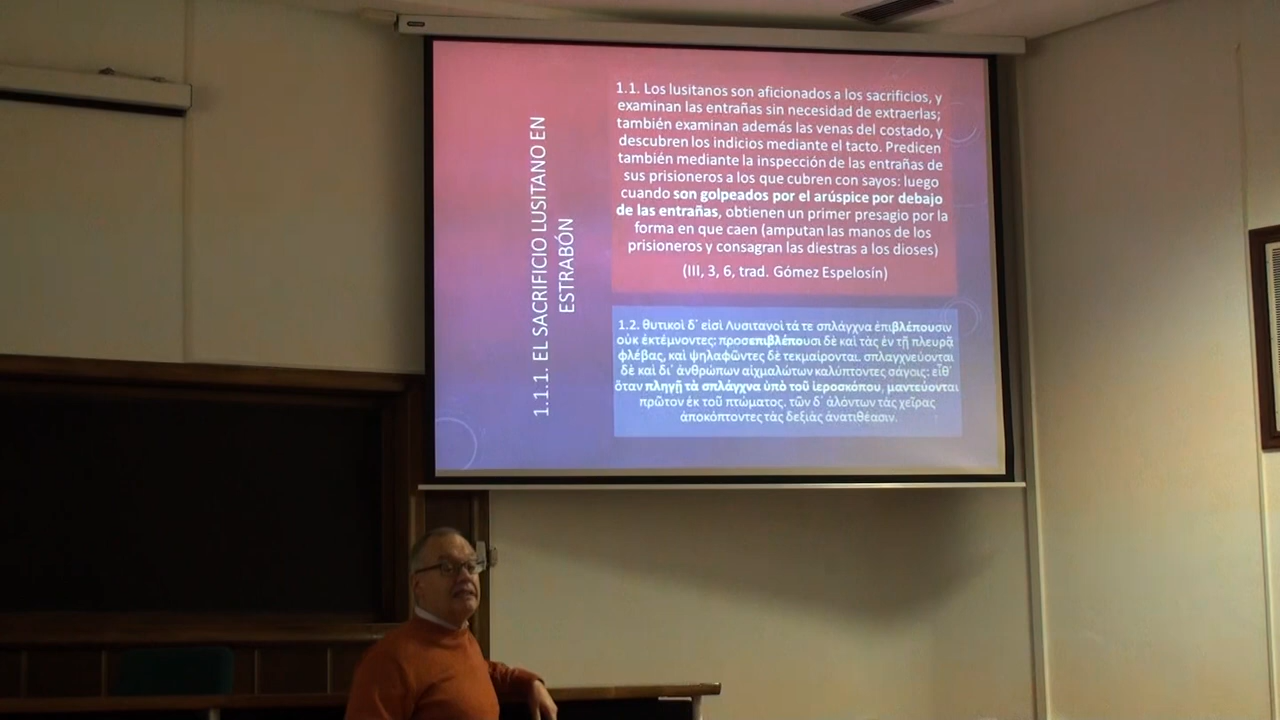 1.1.1. EL SACRIFICIO LUSITANO EN
ESTRABÓN
1.1. Los lusitanos son aficionados a los sacrificios, y
examinan las entrañas sin necesidad de extraerlas;
también examinan además las venas del costado, y
descubren los indicios mediante el tacto. Predicen
también mediante la inspección de las entrañas de
sus prisioneros a los que cubren con sayos: luego
cuando son golpeados por el arúspice por debajo
de las entrañas, obtienen un primer presagio por la
forma en que caen (amputan las manos de los
prisioneros y consagran las diestras a los dioses)
(III, 3, 6, trad. Gómez Espelosín)
1.2. θυτικοὶ δ᾽ εἰσὶ Λυσιτανοὶ τά τε σπλάγχνα ἐπιβλέπουσιν
οὐκ ἐκτέμνοντες: προσεπιβλέπουσι δὲ καὶ τὰς ἐν τῇ πλευρᾷ
φλέβας, καὶ ψηλαφῶντες δὲ τεκμαίρονται. σπλαγχνεύονται
δὲ καὶ δι᾽ ἀνθρώπων αἰχμαλώτων καλύπτοντες σάγοις: εἶθ᾽
ὅταν πληγῇ τὰ σπλάγχνα ὑπὸ τοῦ ἱεροσκόπου, μαντεύονται
πρῶτον ἐκ τοῦ πτώματος. τῶν δ᾽ ἁλόντων τὰς χεῖρας
ἀποκόπτοντες τὰς δεξιὰς ἀνατιθέασιν.